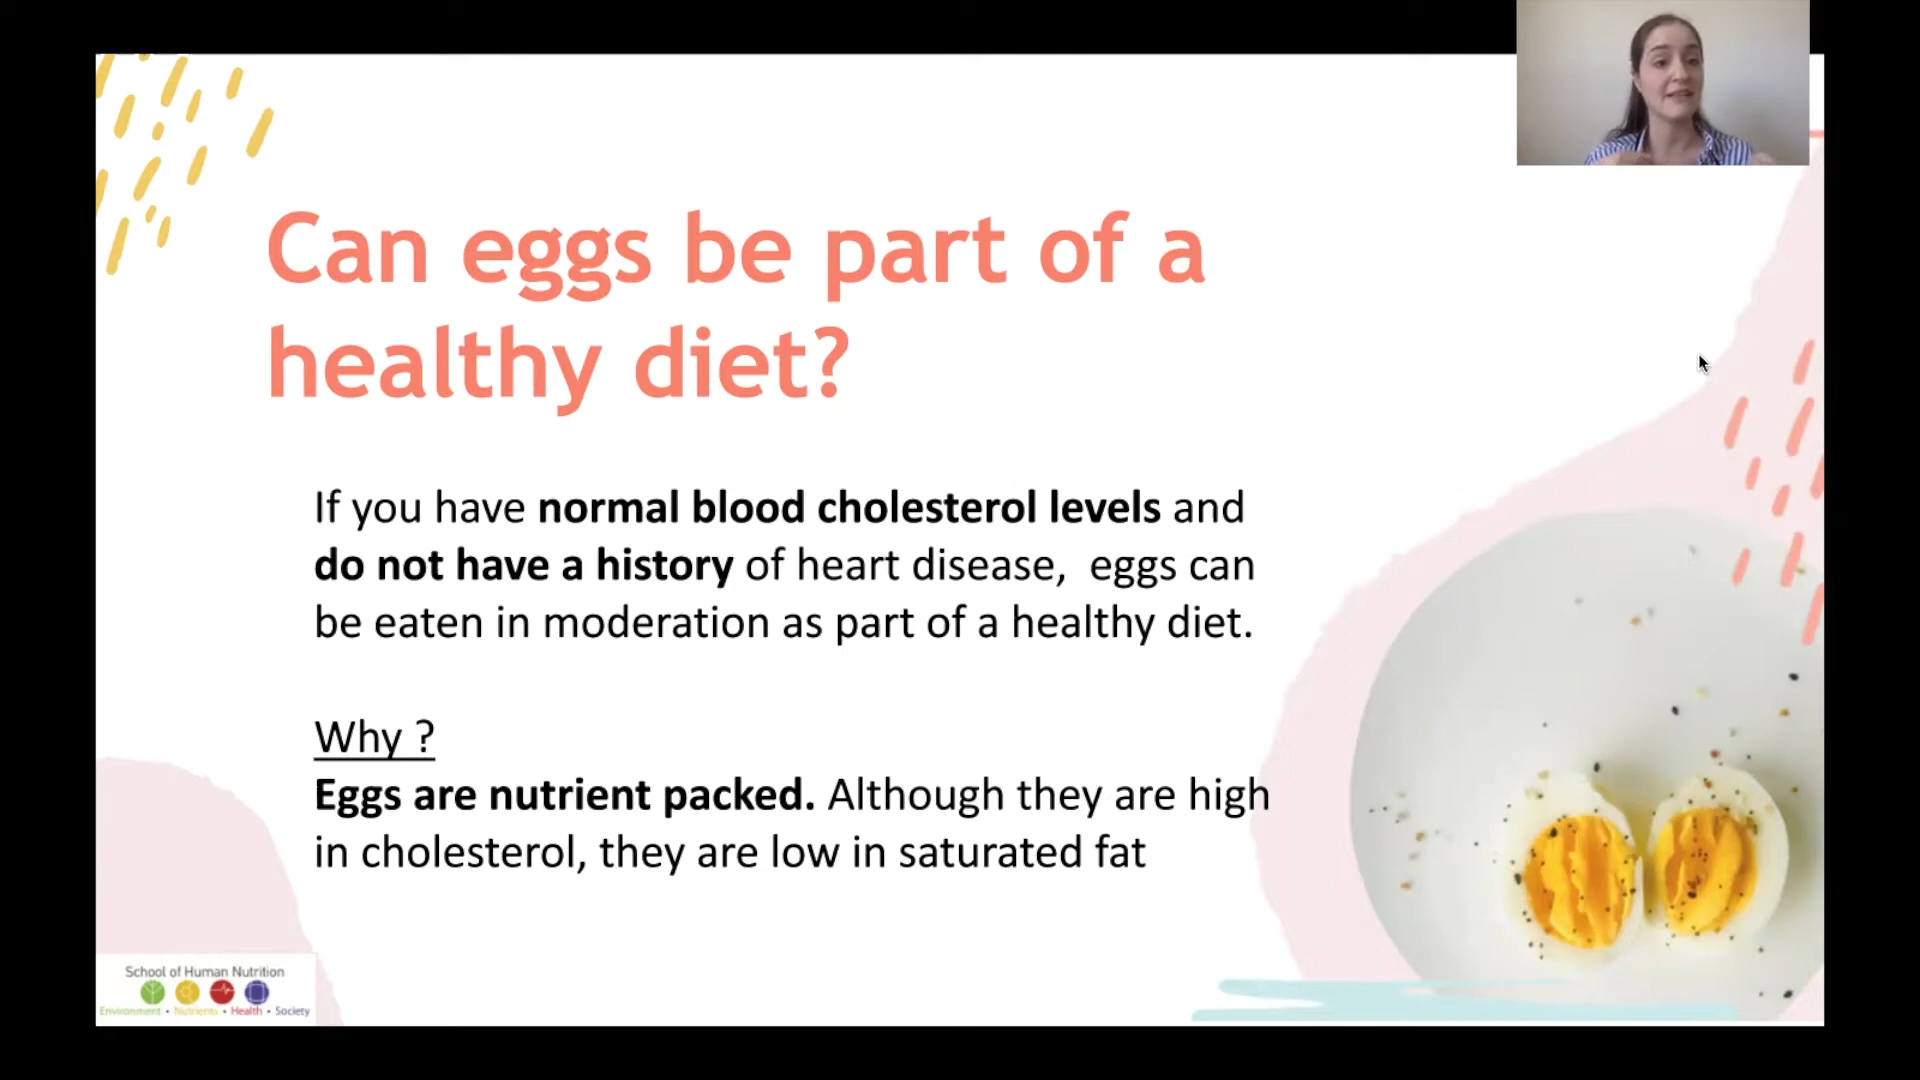 Can eggs be part of a
healthy diet?
If you have normal blood cholesterol levels and
do not have a history of heart disease,  eggs can
be eaten in moderation as part of a healthy diet.
Why ?
Eggs are nutrient packed. Although they are high
in cholesterol, they are low in saturated fat
School of Human Nutrition
Environment • Nutrients • Health • Society